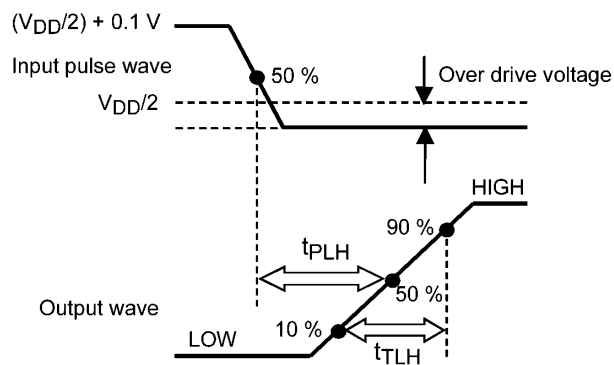 (VDD/2) + 0.1 V
Input pulse wave
50 %
Over drive voltage
VDD/2
HIGH
90 %
tPLH
50 %
Output wave
10 %
LOW
tTLH